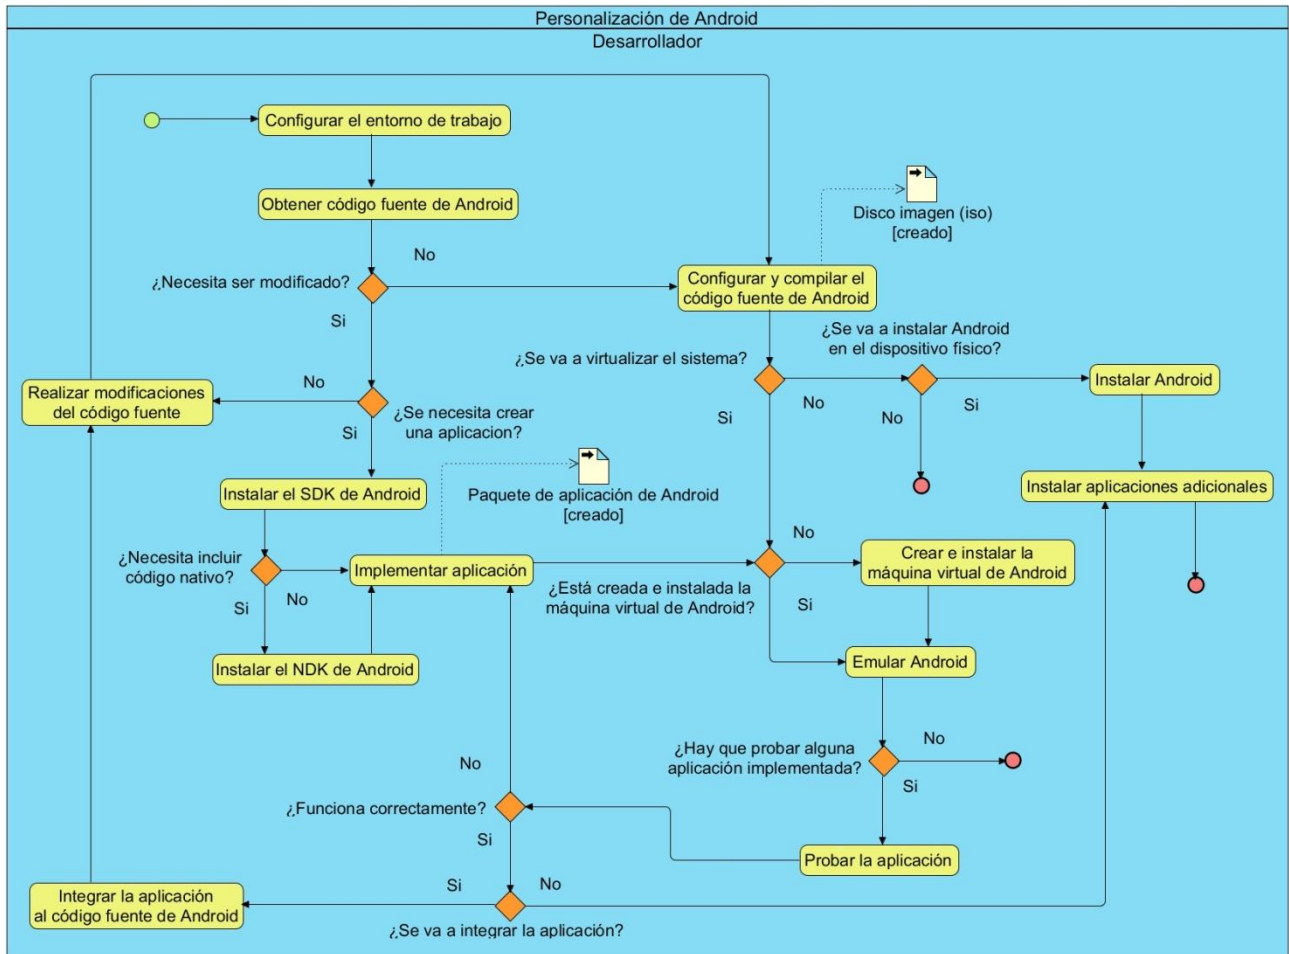 Personalización de Android
Desarrollador
Configurar el entorno de trabajo
Obtener código fuente de Android
Disco imagen (iso)
[creado]
No
¿Necesita ser modificado?
Configurar y compilar el
código fuente de Android
Si
¿Se va a instalar Android
en el dispositivo físico?
¿Se va a virtualizar el sistema?
Realizar modificaciones
del código fuente
No
Instalar Android
¿Se necesita crear
una aplicacion?
Si
Si
No
No
Si
Instalar el SDK de Android
Paquete de aplicación de Android
[creado]
Instalar aplicaciones adicionales
¿Necesita incluir
código nativo?
Implementar aplicación
No
Crear e instalar la
máquina virtual de Android
Si
No
¿Está creada e instalada la
máquina virtual de Android?
Si
Instalar el NDK de Android
Emular Android
¿Hay que probar alguna
aplicación implementada?
No
Si
No
¿Funciona correctamente?
Si
Probar la aplicación
Integrar la aplicación
al código fuente de Android
Si
No
¿Se va a integrar la aplicación?